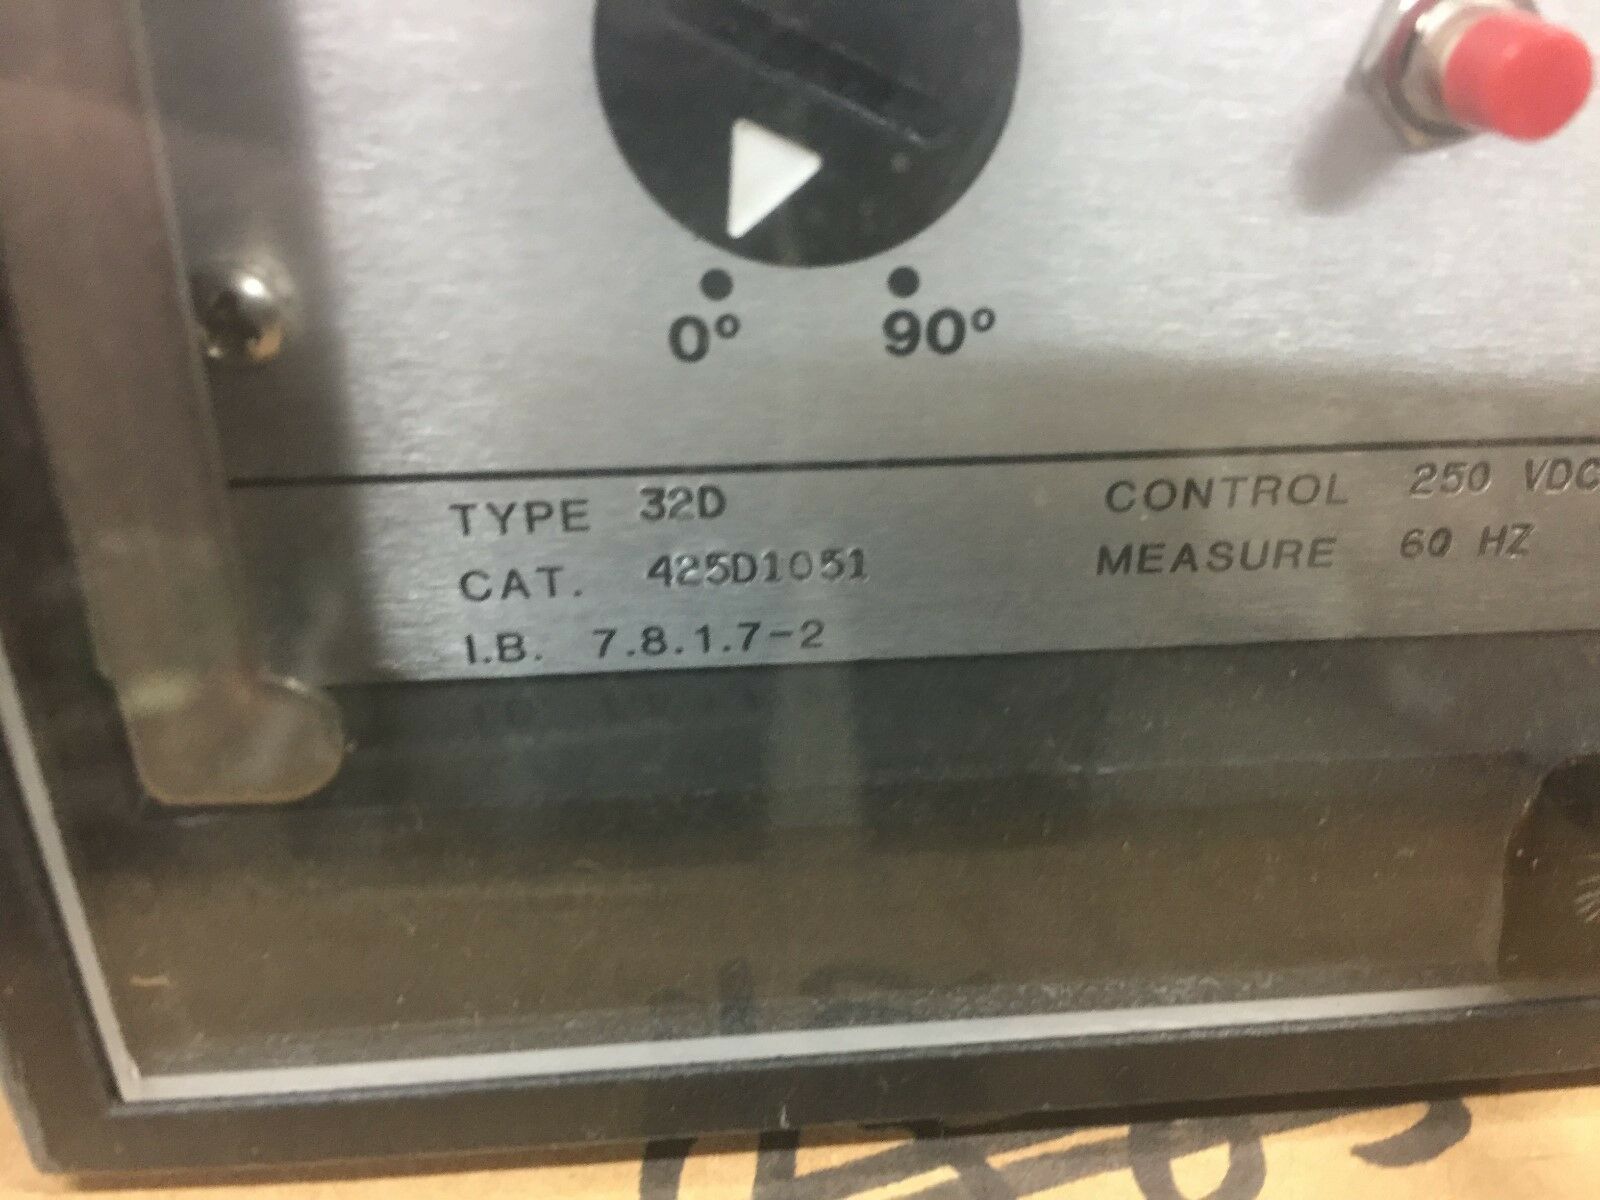 0° 90°
TYPE 32D
CAT. 425D1051
I.B. 7.8.1.7-2
CONTROL 250 VDC
MEASURE 60 HZ